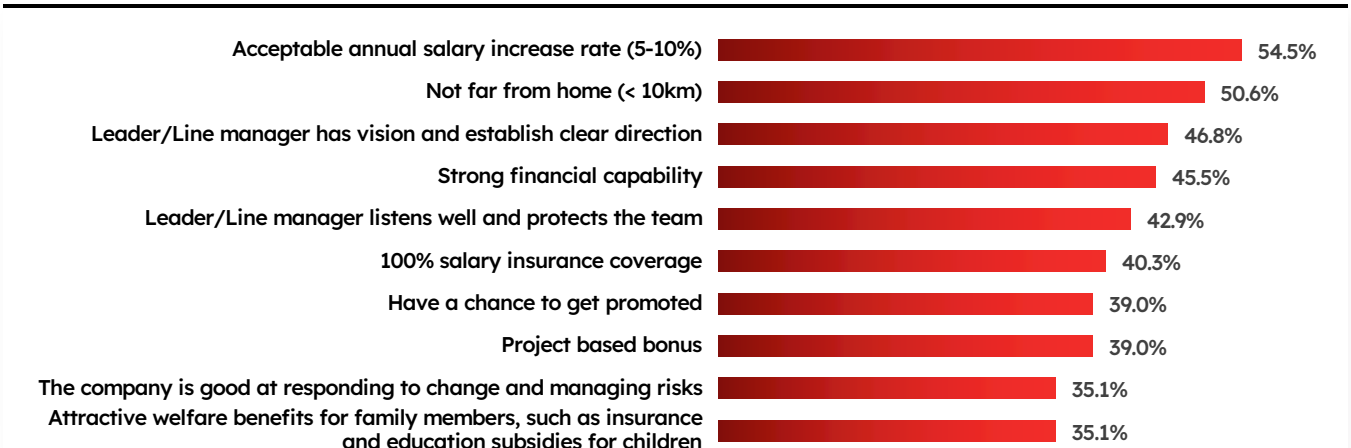 Acceptable annual salary increase rate (5-10%) 54.5%
Not far from home (< 10km) 50.6%
Leader/Line manager has vision and establish clear direction 46.8%
Strong financial capability 45.5%
Leader/Line manager listens well and protects the team 42.9%
100% salary insurance coverage 40.3%
Have a chance to get promoted 39.0%
Project based bonus 39.0%
The company is good at responding to change and managing risks 35.1%
Attractive welfare benefits for family members, such as insurance
and education subsidies for children 35.1%